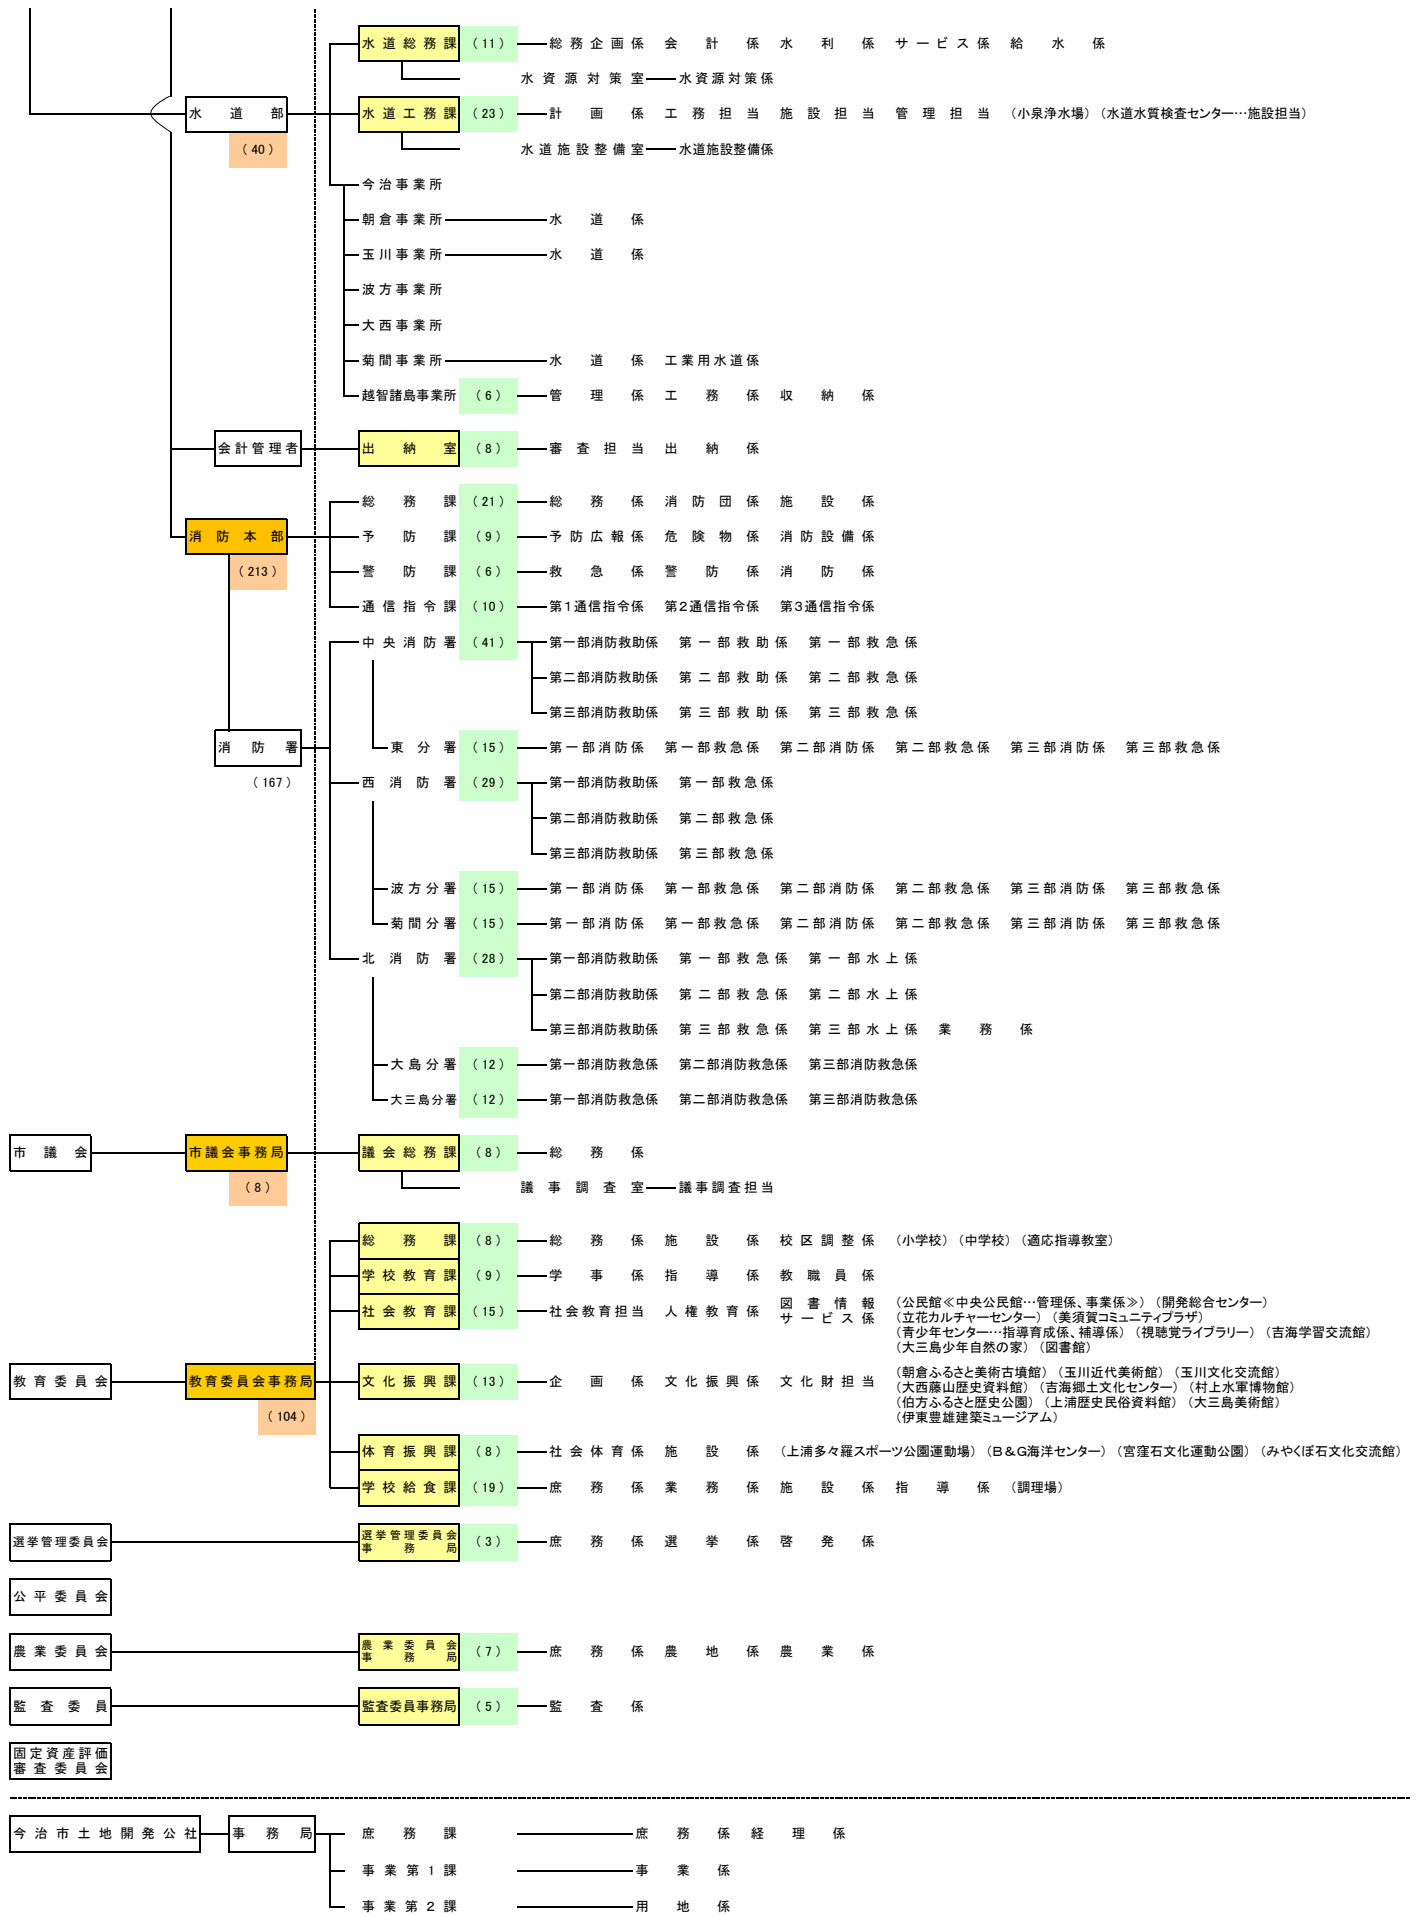 水道総務課 （11） 総務企画係 会計係 水利係 サービス係 給水係
水資源対策室 水資源対策係
水道部 水道工務課 （23） 計画係 工務担当 施設担当 管理担当 （小泉浄水場）（水道水質検査センター…施設担当）
（40） 水道施設整備室 水道施設整備係
今治事業所
朝倉事業所 水道係
玉川事業所 水道係
波方事業所
大西事業所
菊間事業所 水道係 工業用水道係
越智諸島事業所 （6） 管理係 工務係 収納係
会計管理者 出納室 （8） 審査担当 出納係
総務課 （21） 総務係 消防団係 施設係
消防本部 予防課 （9） 予防広報係 危険物係 消防設備係
（213） 警防課 （6） 救急係 警防係 消防係
通信指令課 （10） 第1通信指令係 第2通信指令係 第3通信指令係
中央消防署 （41） 第一部消防救助係 第一部救助係 第一部救急係
第二部消防救助係 第二部救助係 第二部救急係
第三部消防救助係 第三部救助係 第三部救急係
消防署 東分署 （15） 第一部消防係 第一部救急係 第二部消防係 第二部救急係 第三部消防係 第三部救急係
（167） 西消防署 （29） 第一部消防救助係 第一部救急係
第二部消防救助係 第二部救急係
第三部消防救助係 第三部救急係
波方分署 （15） 第一部消防係 第一部救急係 第二部消防係 第二部救急係 第三部消防係 第三部救急係
菊間分署 （15） 第一部消防係 第一部救急係 第二部消防係 第二部救急係 第三部消防係 第三部救急係
北消防署 （28） 第一部消防救助係 第一部救急係 第一部水上係
第二部消防救助係 第二部救急係 第二部水上係
第三部消防救助係 第三部救急係 第三部水上係 業務係
大島分署 （12） 第一部消防救急係 第二部消防救急係 第三部消防救急係
大三島分署 （12） 第一部消防救急係 第二部消防救急係 第三部消防救急係
市議会 市議会事務局 議会総務課 （8） 総務係
（8） 議事調査室 議事調査担当
総務課 （8） 総務係 施設係 校区調整係 （小学校）（中学校）（適応指導教室）
学校教育課 （9） 学事係 指導係 教職員係
社会教育課 （15） 社会教育担当 人権教育係 図書情報サービス係 （公民館≪中央公民館…管理係、事業係≫）（開発総合センター）
（立花カルチャーセンター）（美須賀コミュニティプラザ）
（青少年センター…指導育成係、補導係）（視聴覚ライブラリー）（吉海学習交流館）
（大三島少年自然の家）（図書館）
教育委員会 教育委員会事務局 文化振興課 （13） 企画係 文化振興係 文化財担当 （朝倉ふるさと美術古墳館）（玉川近代美術館）（玉川文化交流館）
（大西藤山歴史資料館）（吉海郷土文化センター）（村上水軍博物館）
（伯方ふるさと歴史公園）（上浦歴史民俗資料館）（大三島美術館）
（伊東豊雄建築ミュージアム）
（104）
体育振興課 （8） 社会体育係 施設係 （上浦多々羅スポーツ公園運動場）（B＆G海洋センター）（宮窪石文化運動公園）（みやくぼ石文化交流館）
学校給食課 （19） 庶務係 業務係 施設係 指導係 （調理場）
選挙管理委員会 選挙管理委員会事務局 （3） 庶務係 選挙係 啓発係
公平委員会
農業委員会 農業委員会事務局 （7） 庶務係 農地係 農業係
監査委員 監査委員事務局 （5） 監査係
固定資産評価
審査委員会
今治市土地開発公社 事務局 庶務課 庶務係 経理係
事業第1課 事業係
事業第2課 用地係